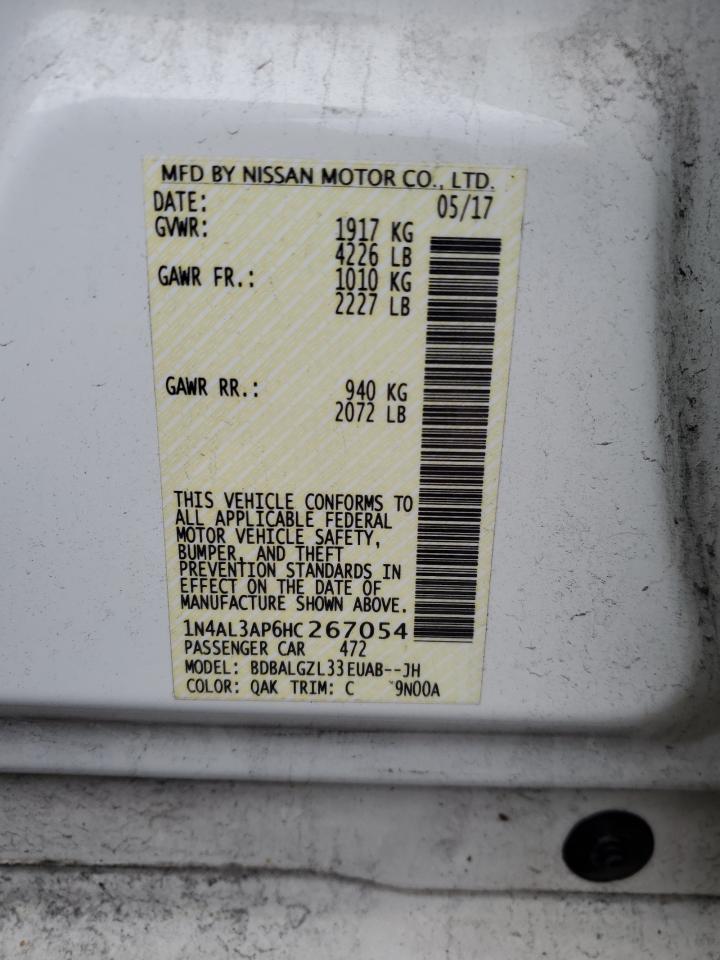 MFD BY NISSAN MOTOR CO., LTD.
DATE: 05/17
GVWR: 1917 KG
4226 LB
GAWR FR.: 1010 KG
2227 LB
GAWR RR.: 940 KG
2072 LB
THIS VEHICLE CONFORMS TO
ALL APPLICABLE FEDERAL
MOTOR VEHICLE SAFETY,
BUMPER, AND THEFT
PREVENTION STANDARDS IN
EFFECT ON THE DATE OF
MANUFACTURE SHOWN ABOVE.
1N4AL3AP6HC267054
PASSENGER CAR 472
MODEL: BDBALGZL33EUAB--JH
COLOR: QAK TRIM: C 9N00A